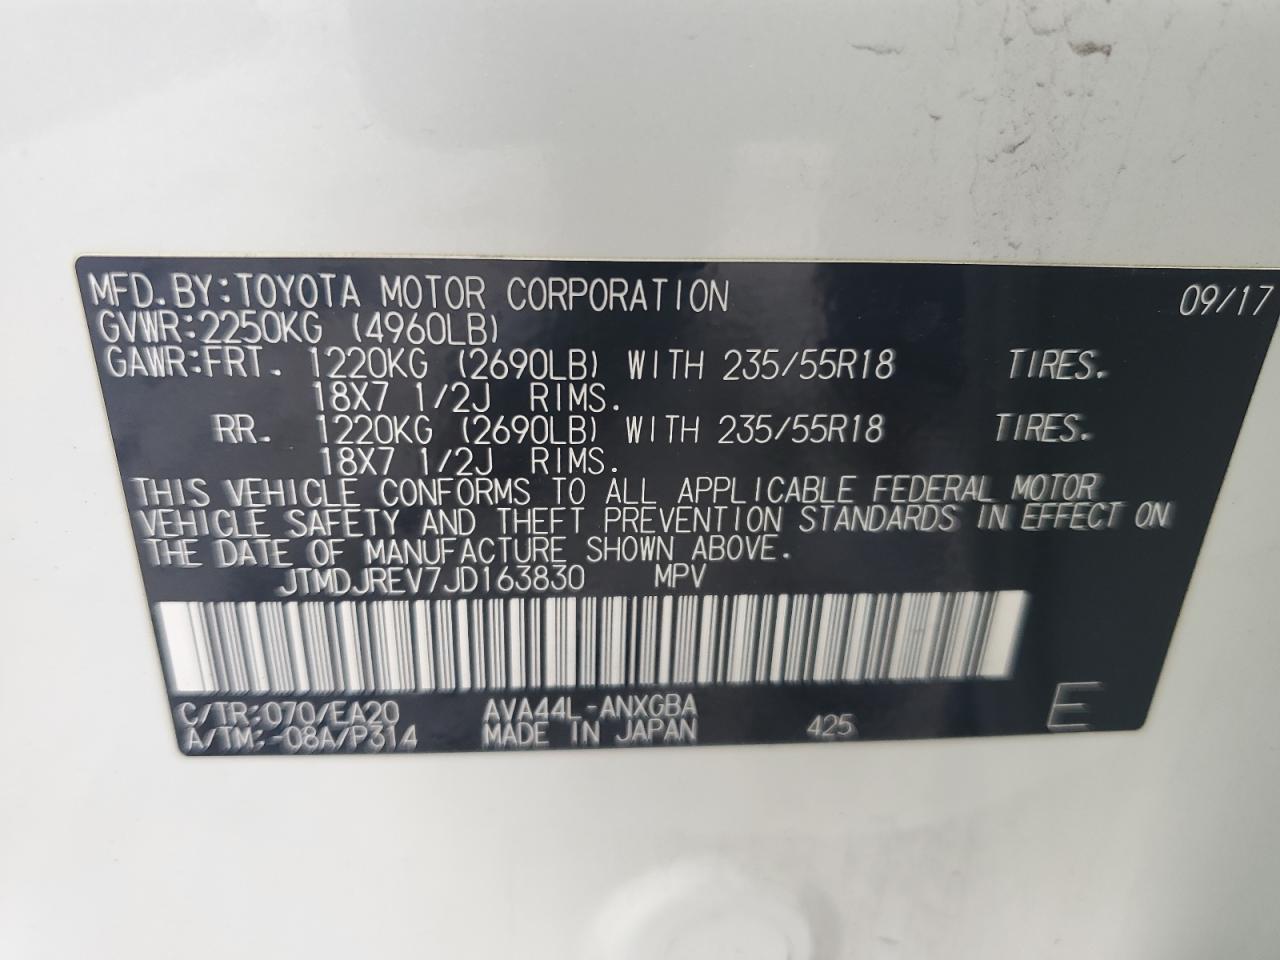 MFD.BY:TOYOTA MOTOR CORPORATION 09/17
GVWR:2250KG (4960LB)
GAWR:FRT. 1220KG (2690LB) WITH 235/55R18 TIRES.
18X7 1/2J RIMS.
RR. 1220KG (2690LB) WITH 235/55R18 TIRES.
18X7 1/2J RIMS.
THIS VEHICLE CONFORMS TO ALL APPLICABLE FEDERAL MOTOR
VEHICLE SAFETY AND THEFT PREVENTION STANDARDS IN EFFECT ON
THE DATE OF MANUFACTURE SHOWN ABOVE.
JTMDJREV7JD163830 MPV
C/TR:070/EA20 AVA44L-ANXGBA
A/TM:-08A/P314 MADE IN JAPAN 425 E